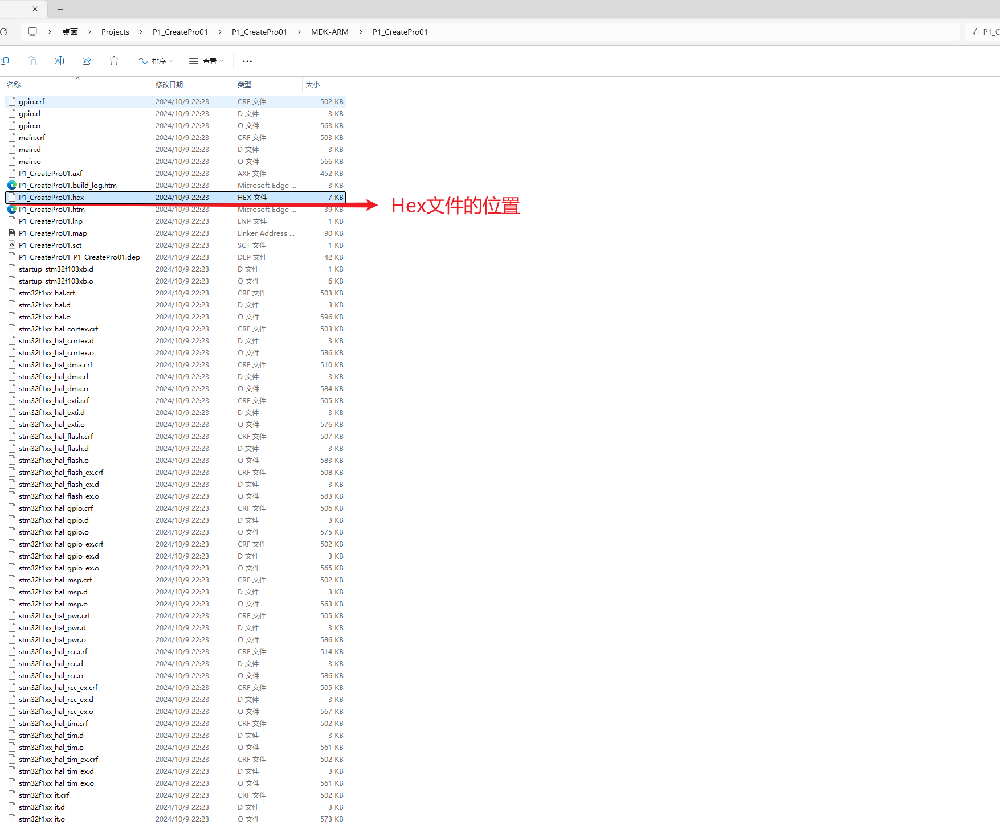 桌面 Projects P1_CreatePro01 P1_CreatePro01 MDK-ARM P1_CreatePro01 在 P1_C
排序 查看
名称 修改日期 类型 大小
gpio.crf 2024/10/9 22:23 CRF 文件 502 KB
gpio.d 2024/10/9 22:23 D 文件 3 KB
gpio.o 2024/10/9 22:23 O 文件 563 KB
main.crf 2024/10/9 22:23 CRF 文件 503 KB
main.d 2024/10/9 22:23 D 文件 3 KB
main.o 2024/10/9 22:23 O 文件 566 KB
P1_CreatePro01.axf 2024/10/9 22:23 AXF 文件 452 KB
P1_CreatePro01.build_log.htm 2024/10/9 22:23 Microsoft Edge ... 3 KB
P1_CreatePro01.hex 2024/10/9 22:23 HEX 文件 7 KB
Hex文件的位置
P1_CreatePro01.htm 2024/10/9 22:23 Microsoft Edge ... 39 KB
P1_CreatePro01.lnp 2024/10/9 22:23 LNP 文件 1 KB
P1_CreatePro01.map 2024/10/9 22:23 Linker Address ... 90 KB
P1_CreatePro01.sct 2024/10/9 22:23 SCT 文件 1 KB
P1_CreatePro01_P1_CreatePro01.dep 2024/10/9 22:23 DEP 文件 42 KB
startup_stm32f103xb.d 2024/10/9 22:23 D 文件 1 KB
startup_stm32f103xb.o 2024/10/9 22:23 O 文件 6 KB
stm32f1xx_hal.crf 2024/10/9 22:23 CRF 文件 503 KB
stm32f1xx_hal.d 2024/10/9 22:23 D 文件 3 KB
stm32f1xx_hal.o 2024/10/9 22:23 O 文件 596 KB
stm32f1xx_hal_cortex.crf 2024/10/9 22:23 CRF 文件 503 KB
stm32f1xx_hal_cortex.d 2024/10/9 22:23 D 文件 3 KB
stm32f1xx_hal_cortex.o 2024/10/9 22:23 O 文件 586 KB
stm32f1xx_hal_dma.crf 2024/10/9 22:23 CRF 文件 510 KB
stm32f1xx_hal_dma.d 2024/10/9 22:23 D 文件 3 KB
stm32f1xx_hal_dma.o 2024/10/9 22:23 O 文件 584 KB
stm32f1xx_hal_exti.crf 2024/10/9 22:23 CRF 文件 505 KB
stm32f1xx_hal_exti.d 2024/10/9 22:23 D 文件 3 KB
stm32f1xx_hal_exti.o 2024/10/9 22:23 O 文件 576 KB
stm32f1xx_hal_flash.crf 2024/10/9 22:23 CRF 文件 507 KB
stm32f1xx_hal_flash.d 2024/10/9 22:23 D 文件 3 KB
stm32f1xx_hal_flash.o 2024/10/9 22:23 O 文件 583 KB
stm32f1xx_hal_flash_ex.crf 2024/10/9 22:23 CRF 文件 508 KB
stm32f1xx_hal_flash_ex.d 2024/10/9 22:23 D 文件 3 KB
stm32f1xx_hal_flash_ex.o 2024/10/9 22:23 O 文件 583 KB
stm32f1xx_hal_gpio.crf 2024/10/9 22:23 CRF 文件 506 KB
stm32f1xx_hal_gpio.d 2024/10/9 22:23 D 文件 3 KB
stm32f1xx_hal_gpio.o 2024/10/9 22:23 O 文件 575 KB
stm32f1xx_hal_gpio_ex.crf 2024/10/9 22:23 CRF 文件 502 KB
stm32f1xx_hal_gpio_ex.d 2024/10/9 22:23 D 文件 3 KB
stm32f1xx_hal_gpio_ex.o 2024/10/9 22:23 O 文件 565 KB
stm32f1xx_hal_msp.crf 2024/10/9 22:23 CRF 文件 502 KB
stm32f1xx_hal_msp.d 2024/10/9 22:23 D 文件 3 KB
stm32f1xx_hal_msp.o 2024/10/9 22:23 O 文件 563 KB
stm32f1xx_hal_pwr.crf 2024/10/9 22:23 CRF 文件 505 KB
stm32f1xx_hal_pwr.d 2024/10/9 22:23 D 文件 3 KB
stm32f1xx_hal_pwr.o 2024/10/9 22:23 O 文件 586 KB
stm32f1xx_hal_rcc.crf 2024/10/9 22:23 CRF 文件 514 KB
stm32f1xx_hal_rcc.d 2024/10/9 22:23 D 文件 3 KB
stm32f1xx_hal_rcc.o 2024/10/9 22:23 O 文件 586 KB
stm32f1xx_hal_rcc_ex.crf 2024/10/9 22:23 CRF 文件 505 KB
stm32f1xx_hal_rcc_ex.d 2024/10/9 22:23 D 文件 3 KB
stm32f1xx_hal_rcc_ex.o 2024/10/9 22:23 O 文件 567 KB
stm32f1xx_hal_tim.crf 2024/10/9 22:23 CRF 文件 502 KB
stm32f1xx_hal_tim.d 2024/10/9 22:23 D 文件 3 KB
stm32f1xx_hal_tim.o 2024/10/9 22:23 O 文件 561 KB
stm32f1xx_hal_tim_ex.crf 2024/10/9 22:23 CRF 文件 502 KB
stm32f1xx_hal_tim_ex.d 2024/10/9 22:23 D 文件 3 KB
stm32f1xx_hal_tim_ex.o 2024/10/9 22:23 O 文件 561 KB
stm32f1xx_it.crf 2024/10/9 22:23 CRF 文件 502 KB
stm32f1xx_it.d 2024/10/9 22:23 D 文件 3 KB
stm32f1xx_it.o 2024/10/9 22:23 O 文件 573 KB